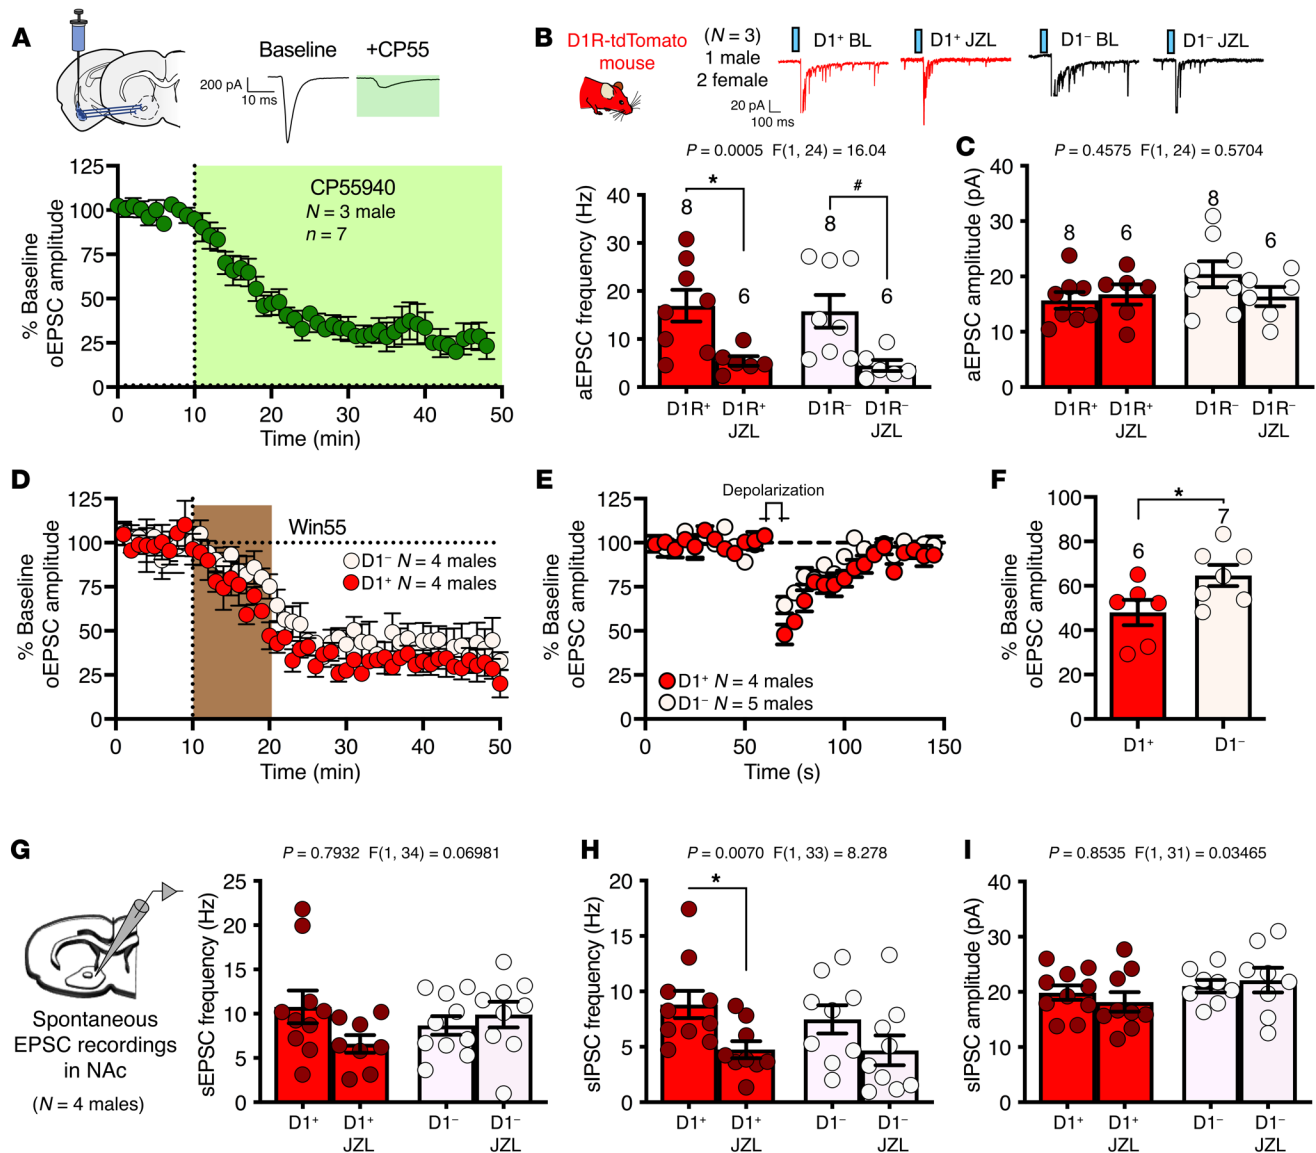 A
Baseline
+CP55
200 pA
10 ms
125
100
75
50
25
0
% Baseline
oEPSC amplitude
CP55940
N = 3 male
n = 7
0 10 20 30 40 50
Time (min)
B
D1R-tdTomato
mouse
(N = 3)
1 male
2 female
D1+ BL
D1+ JZL
D1− BL
D1− JZL
20 pA
100 ms
P = 0.0005 F(1, 24) = 16.04
40
30
20
10
0
aEPSC frequency (Hz)
*
#
8
6
8
6
D1R+
D1R+
JZL
D1R−
D1R−
JZL
C
P = 0.4575 F(1, 24) = 0.5704
40
30
20
10
0
aEPSC amplitude (pA)
8
6
8
6
D1R+
D1R+
JZL
D1R−
D1R−
JZL
D
125
100
75
50
25
0
% Baseline
oEPSC amplitude
Win55
D1− N = 4 males
D1+ N = 4 males
0 10 20 30 40 50
Time (min)
E
125
100
75
50
25
0
% Baseline
oEPSC amplitude
Depolarization
D1+ N = 4 males
D1− N = 5 males
0 50 100 150
Time (s)
F
100
80
60
40
20
0
% Baseline
oEPSC amplitude
*
6
7
D1+
D1−
G
Spontaneous
EPSC recordings
in NAc
(N = 4 males)
P = 0.7932 F(1, 34) = 0.06981
25
20
15
10
5
0
sEPSC frequency (Hz)
D1+
D1+
JZL
D1−
D1−
JZL
H
P = 0.0070 F(1, 33) = 8.278
20
15
10
5
0
sIPSC frequency (Hz)
*
D1+
D1+
JZL
D1−
D1−
JZL
I
P = 0.8535 F(1, 31) = 0.03465
40
30
20
10
0
sIPSC amplitude (pA)
D1+
D1+
JZL
D1−
D1−
JZL